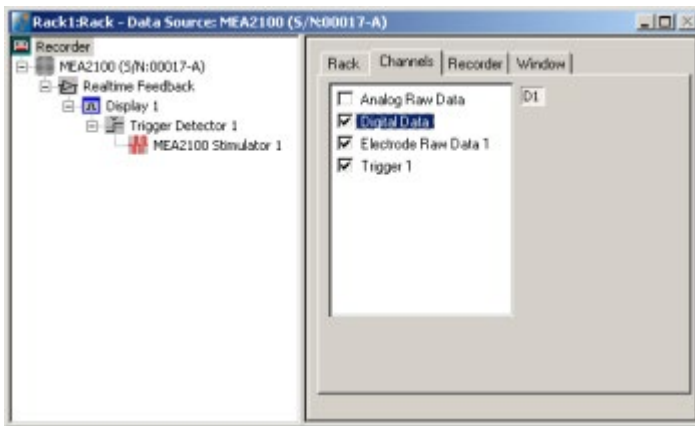 Rack1:Rack - Data Source: MEA2100 (S/N:00017-A)
Recorder
MEA2100 (S/N:00017-A)
Realtime Feedback
Display 1
Trigger Detector 1
MEA2100 Stimulator 1
Rack Channels Recorder Window
Analog Raw Data
Digital Data
Electrode Raw Data 1
Trigger 1
D1